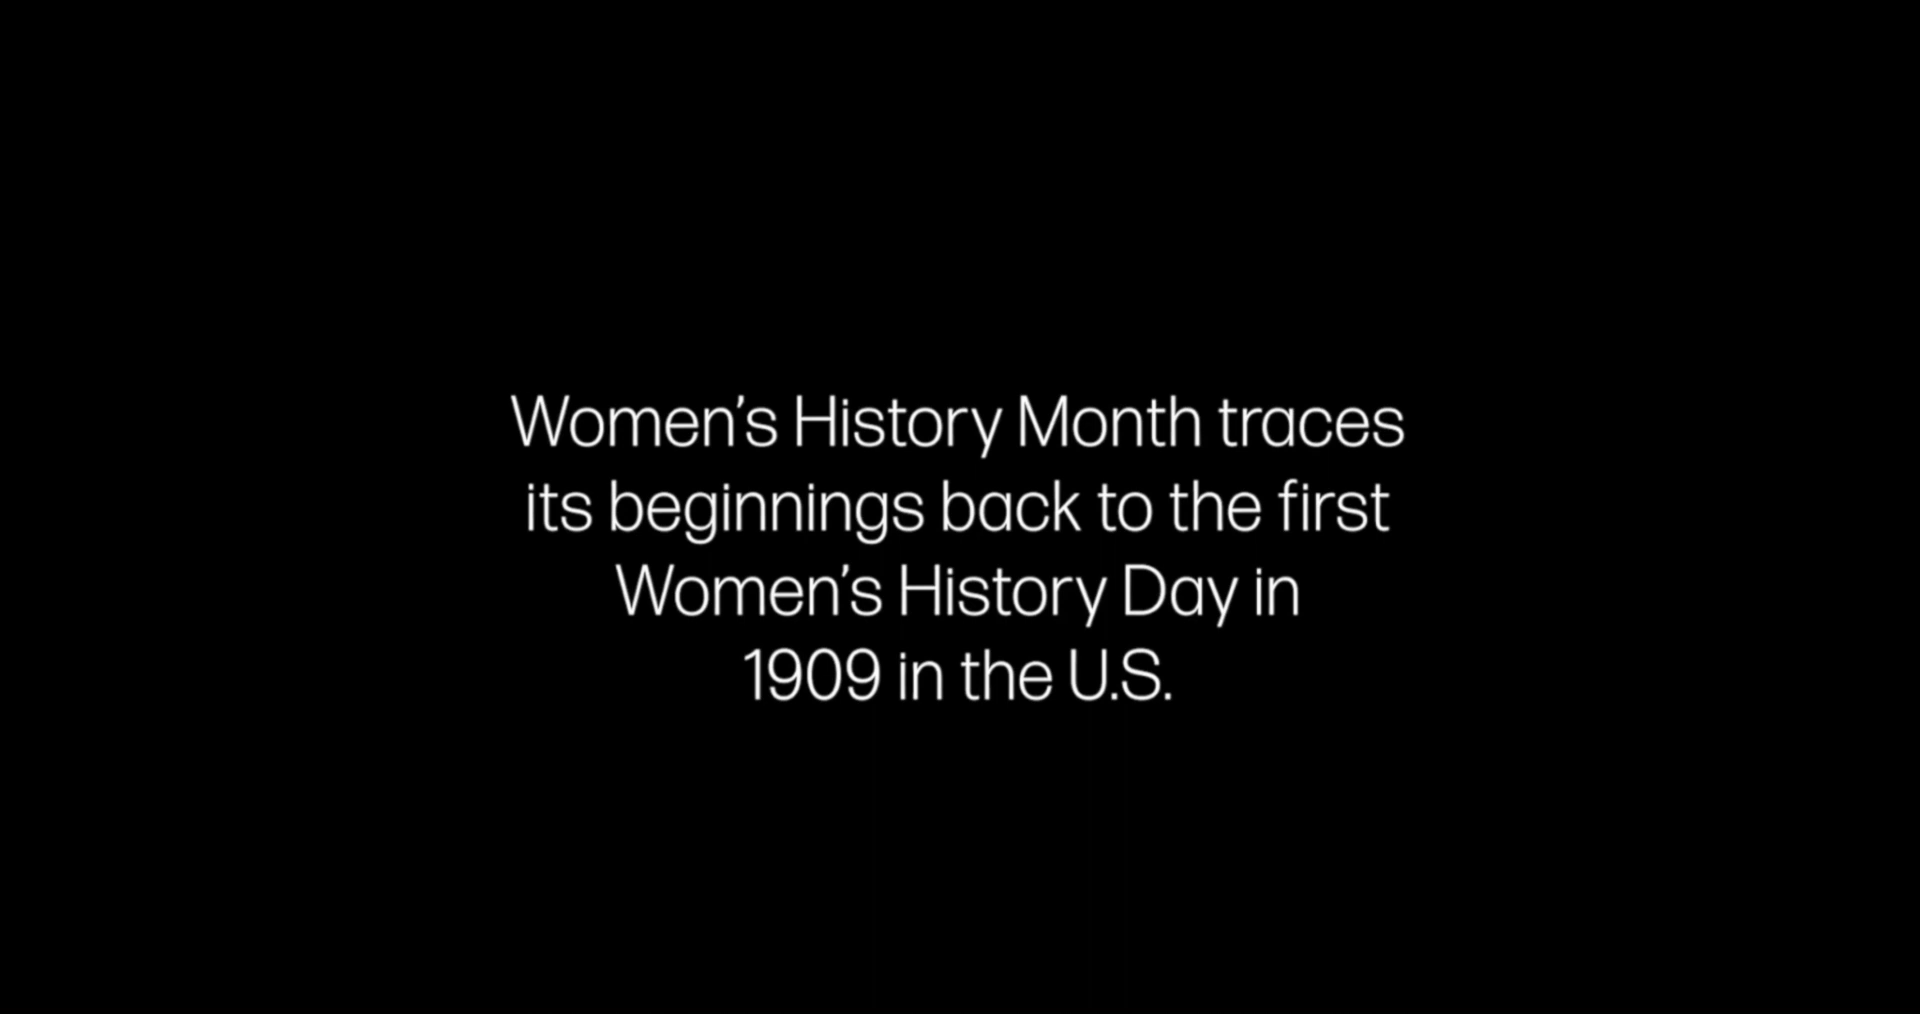 Women’s History Month traces
its beginnings back to the first
Women’s History Day in
1909 in the U.S.